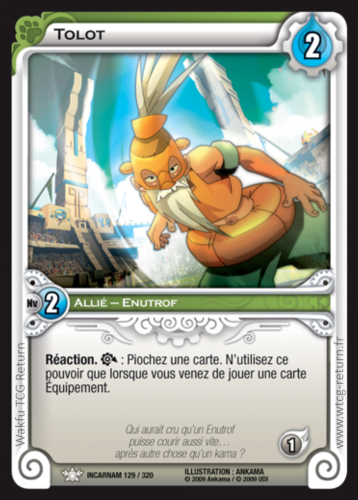 Tolot
2
Nv 2
Allié – Enutrof
Réaction. : Piochez une carte. N'utilisez ce
pouvoir que lorsque vous venez de jouer une carte
Équipement.
Qui aurait cru qu'un Enutrof
puisse courir aussi vite...
après autre chose qu'un kama ?
1
INCARNAM 129 / 320
ILLUSTRATION : ANKAMA
© 2009 Ankama / © 2009 UDI
Wakfu TCG Return
www.wtcg-return.fr